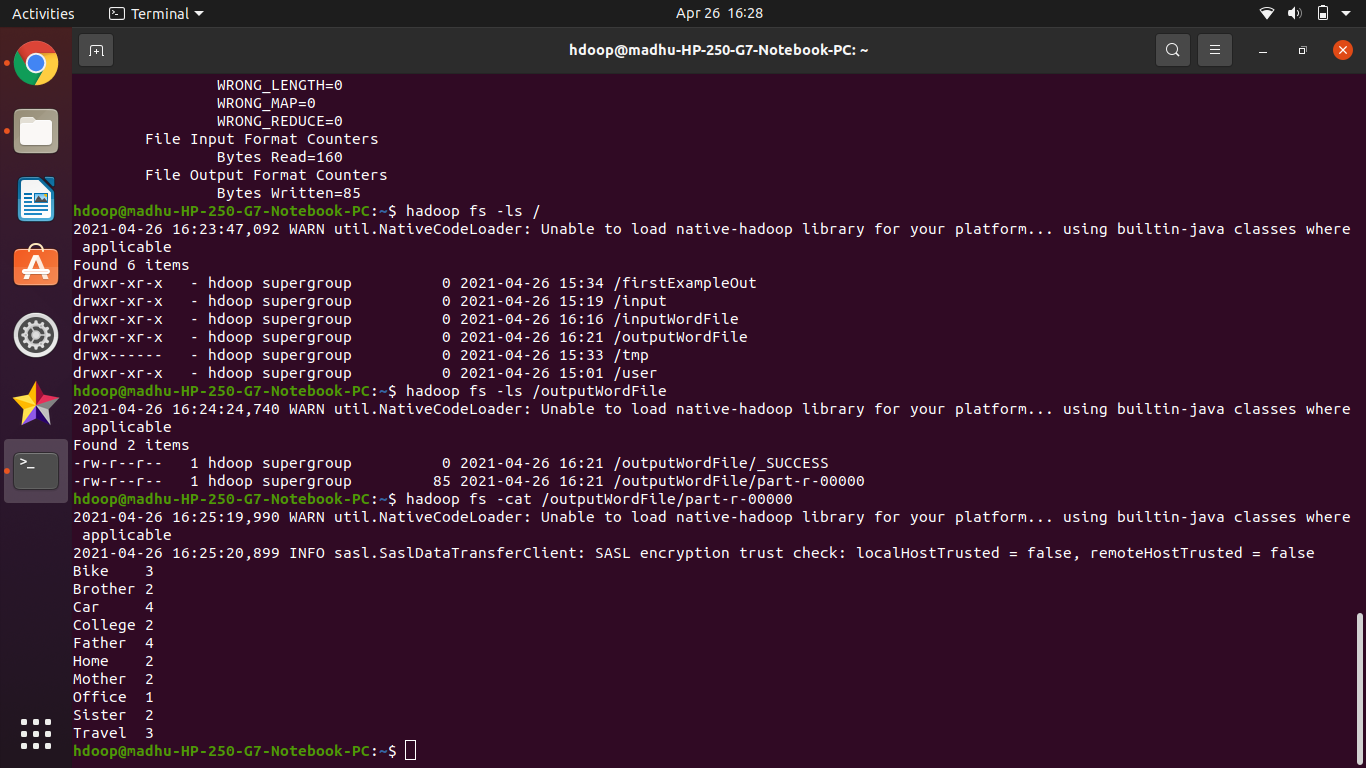 Activities Terminal Apr 26 16:28
hdoop@madhu-HP-250-G7-Notebook-PC: ~
WRONG_LENGTH=0
WRONG_MAP=0
WRONG_REDUCE=0
File Input Format Counters
Bytes Read=160
File Output Format Counters
Bytes Written=85
hdoop@madhu-HP-250-G7-Notebook-PC:~$ hadoop fs -ls /
2021-04-26 16:23:47,092 WARN util.NativeCodeLoader: Unable to load native-hadoop library for your platform... using builtin-java classes where
applicable
Found 6 items
drwxr-xr-x   - hdoop supergroup          0 2021-04-26 15:34 /firstExampleOut
drwxr-xr-x   - hdoop supergroup          0 2021-04-26 15:19 /input
drwxr-xr-x   - hdoop supergroup          0 2021-04-26 16:16 /inputWordFile
drwxr-xr-x   - hdoop supergroup          0 2021-04-26 16:21 /outputWordFile
drwx------   - hdoop supergroup          0 2021-04-26 15:33 /tmp
drwxr-xr-x   - hdoop supergroup          0 2021-04-26 15:01 /user
hdoop@madhu-HP-250-G7-Notebook-PC:~$ hadoop fs -ls /outputWordFile
2021-04-26 16:24:24,740 WARN util.NativeCodeLoader: Unable to load native-hadoop library for your platform... using builtin-java classes where
applicable
Found 2 items
-rw-r--r--   1 hdoop supergroup          0 2021-04-26 16:21 /outputWordFile/_SUCCESS
-rw-r--r--   1 hdoop supergroup         85 2021-04-26 16:21 /outputWordFile/part-r-00000
hdoop@madhu-HP-250-G7-Notebook-PC:~$ hadoop fs -cat /outputWordFile/part-r-00000
2021-04-26 16:25:19,990 WARN util.NativeCodeLoader: Unable to load native-hadoop library for your platform... using builtin-java classes where
applicable
2021-04-26 16:25:20,899 INFO sasl.SaslDataTransferClient: SASL encryption trust check: localHostTrusted = false, remoteHostTrusted = false
Bike    3
Brother 2
Car     4
College 2
Father  4
Home    2
Mother  2
Office  1
Sister  2
Travel  3
hdoop@madhu-HP-250-G7-Notebook-PC:~$